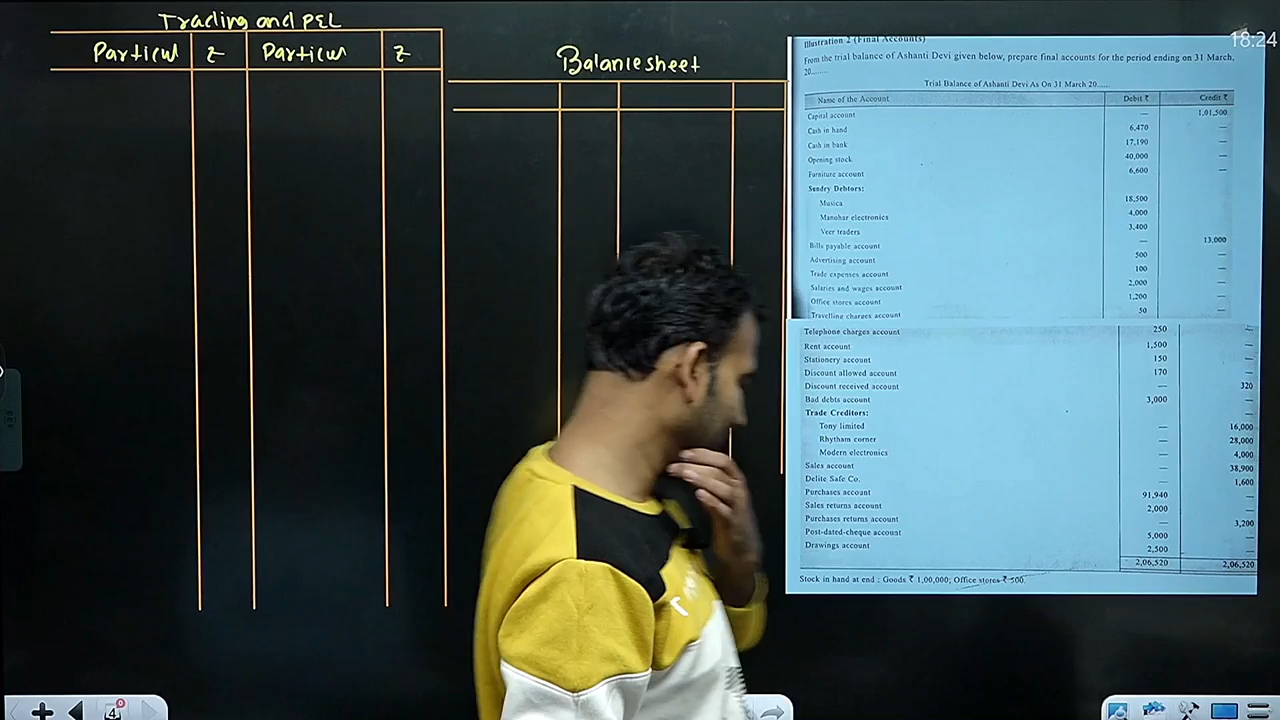 Trading and P&L
Particul ₹ Particul ₹
Balance sheet
18:24
Illustration 2 (Final Accounts)
From the trial balance of Ashanti Devi given below, prepare final accounts for the period ending on 31 March,
20........
Trial Balance of Ashanti Devi As On 31 March 20.....
Name of the Account Debit ₹ Credit ₹
Capital account — 1,01,500
Cash in hand 6,470 —
Cash in bank 17,190 —
Opening stock 40,000 —
Furniture account 6,600 —
Sundry Debtors:
Musica 18,500
Manohar electronics 4,000
Veer traders 3,400
Bills payable account — 13,000
Advertising account 500 —
Trade expenses account 100 —
Salaries and wages account 2,000 —
Office stores account 1,200 —
Travelling charges account 50 —
Telephone charges account 250 —
Rent account 1,500 —
Stationery account 150 —
Discount allowed account 170 —
Discount received account — 320
Bad debts account 3,000 —
Trade Creditors: —
Tony limited — 16,000
Rhytham corner — 28,000
Modern electronics — 4,000
Sales account — 38,900
Delite Safe Co. — 1,600
Purchases account 91,940 —
Sales returns account 2,000 —
Purchases returns account — 3,200
Post-dated-cheque account 5,000 —
Drawings account 2,500 —
2,06,520 2,06,520
Stock in hand at end : Goods ₹ 1,00,000; Office stores ₹ 500.
4